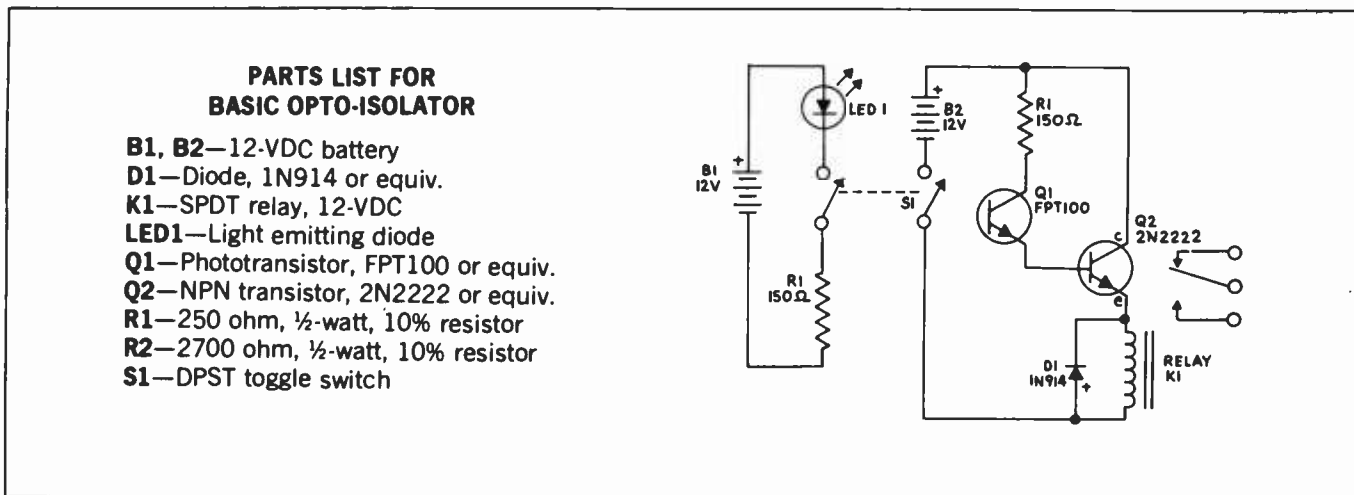 PARTS LIST FOR
BASIC OPTO-ISOLATOR
B1, B2—12-VDC battery
D1—Diode, 1N914 or equiv.
K1—SPDT relay, 12-VDC
LED1—Light emitting diode
Q1—Phototransistor, FPT100 or equiv.
Q2—NPN transistor, 2N2222 or equiv.
R1—250 ohm, ½-watt, 10% resistor
R2—2700 ohm, ½-watt, 10% resistor
S1—DPST toggle switch
LED 1
+
B1
12V
R1
150Ω
S1
+
B2
12V
R1
150Ω
Q1
FPT100
Q2
2N2222
c
e
D1
1N914
+
RELAY
K1